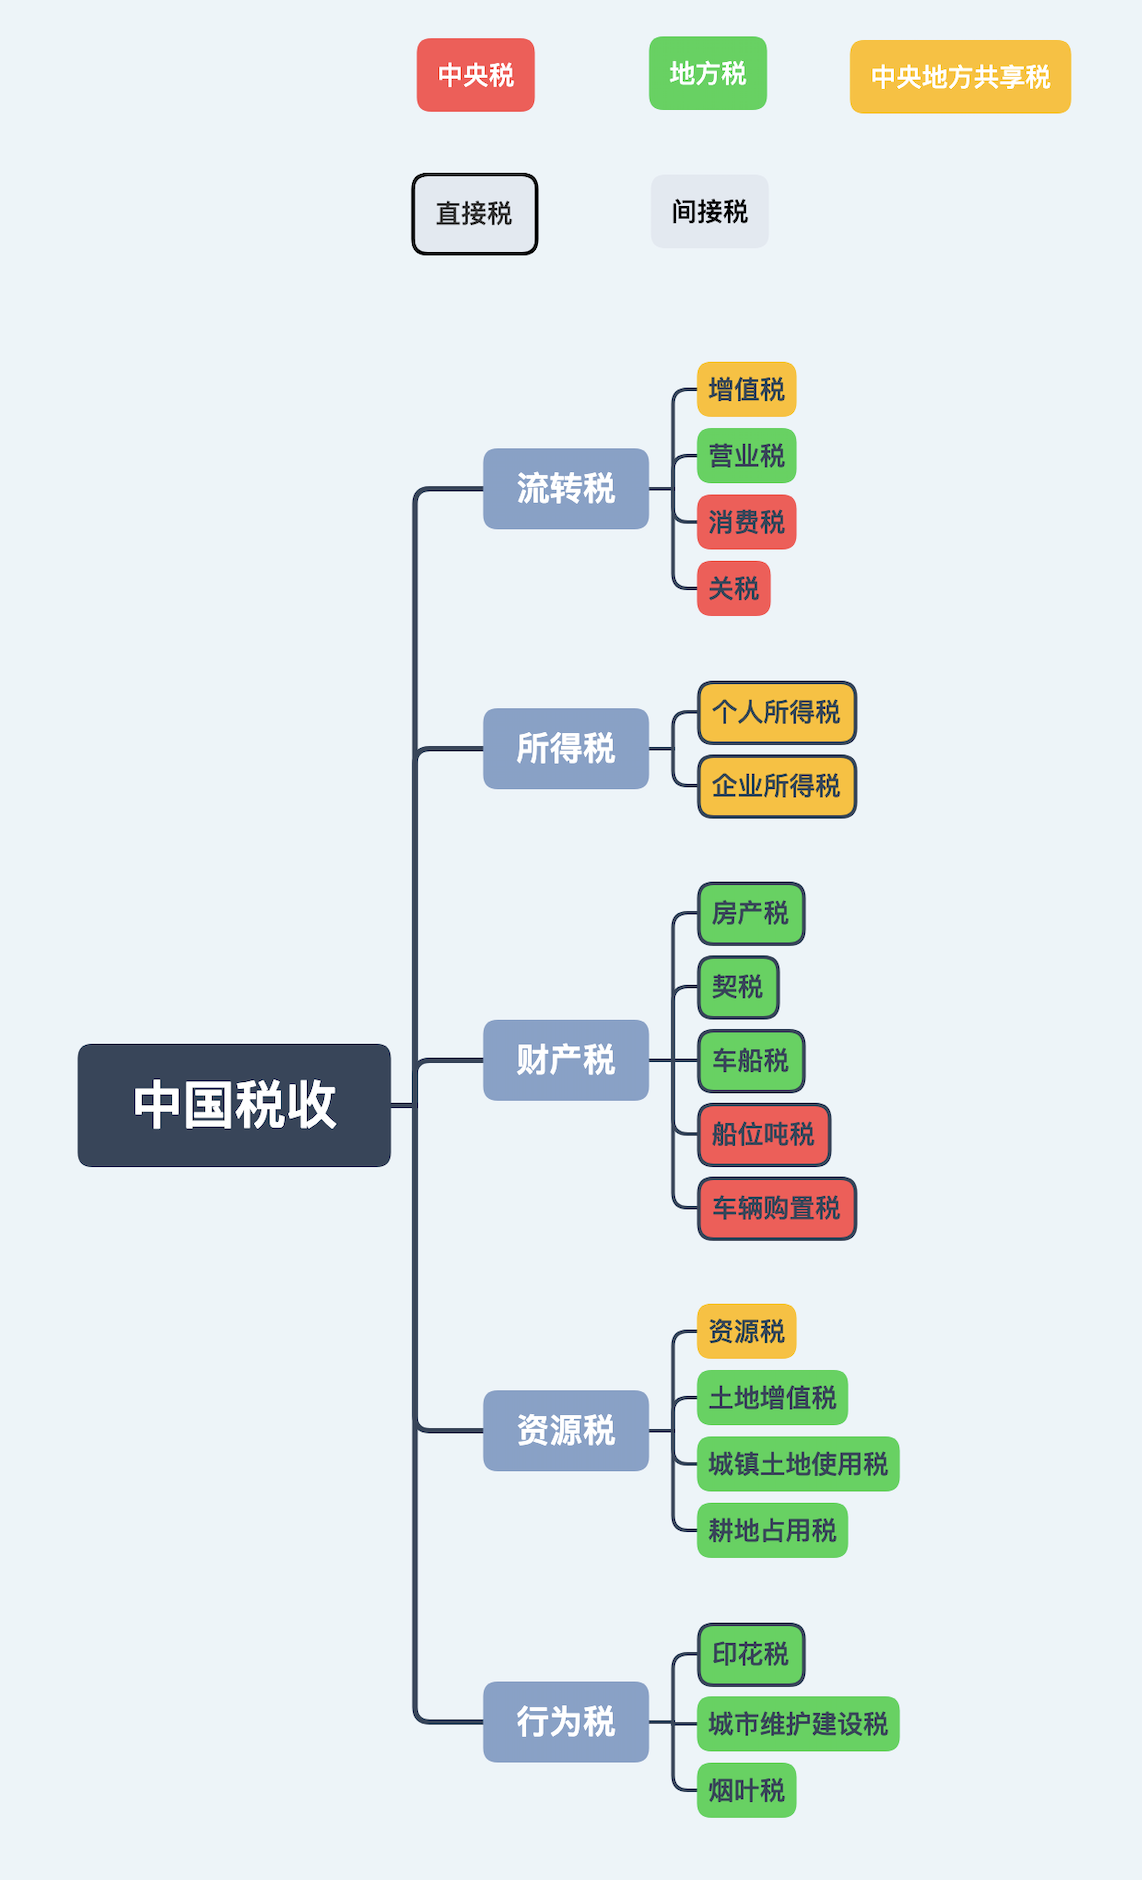 中央税
地方税
中央地方共享税
直接税
间接税
增值税
营业税
流转税
消费税
关税
个人所得税
所得税
企业所得税
房产税
契税
财产税
车船税
中国税收
船位吨税
车辆购置税
资源税
土地增值税
资源税
城镇土地使用税
耕地占用税
印花税
行为税
城市维护建设税
烟叶税